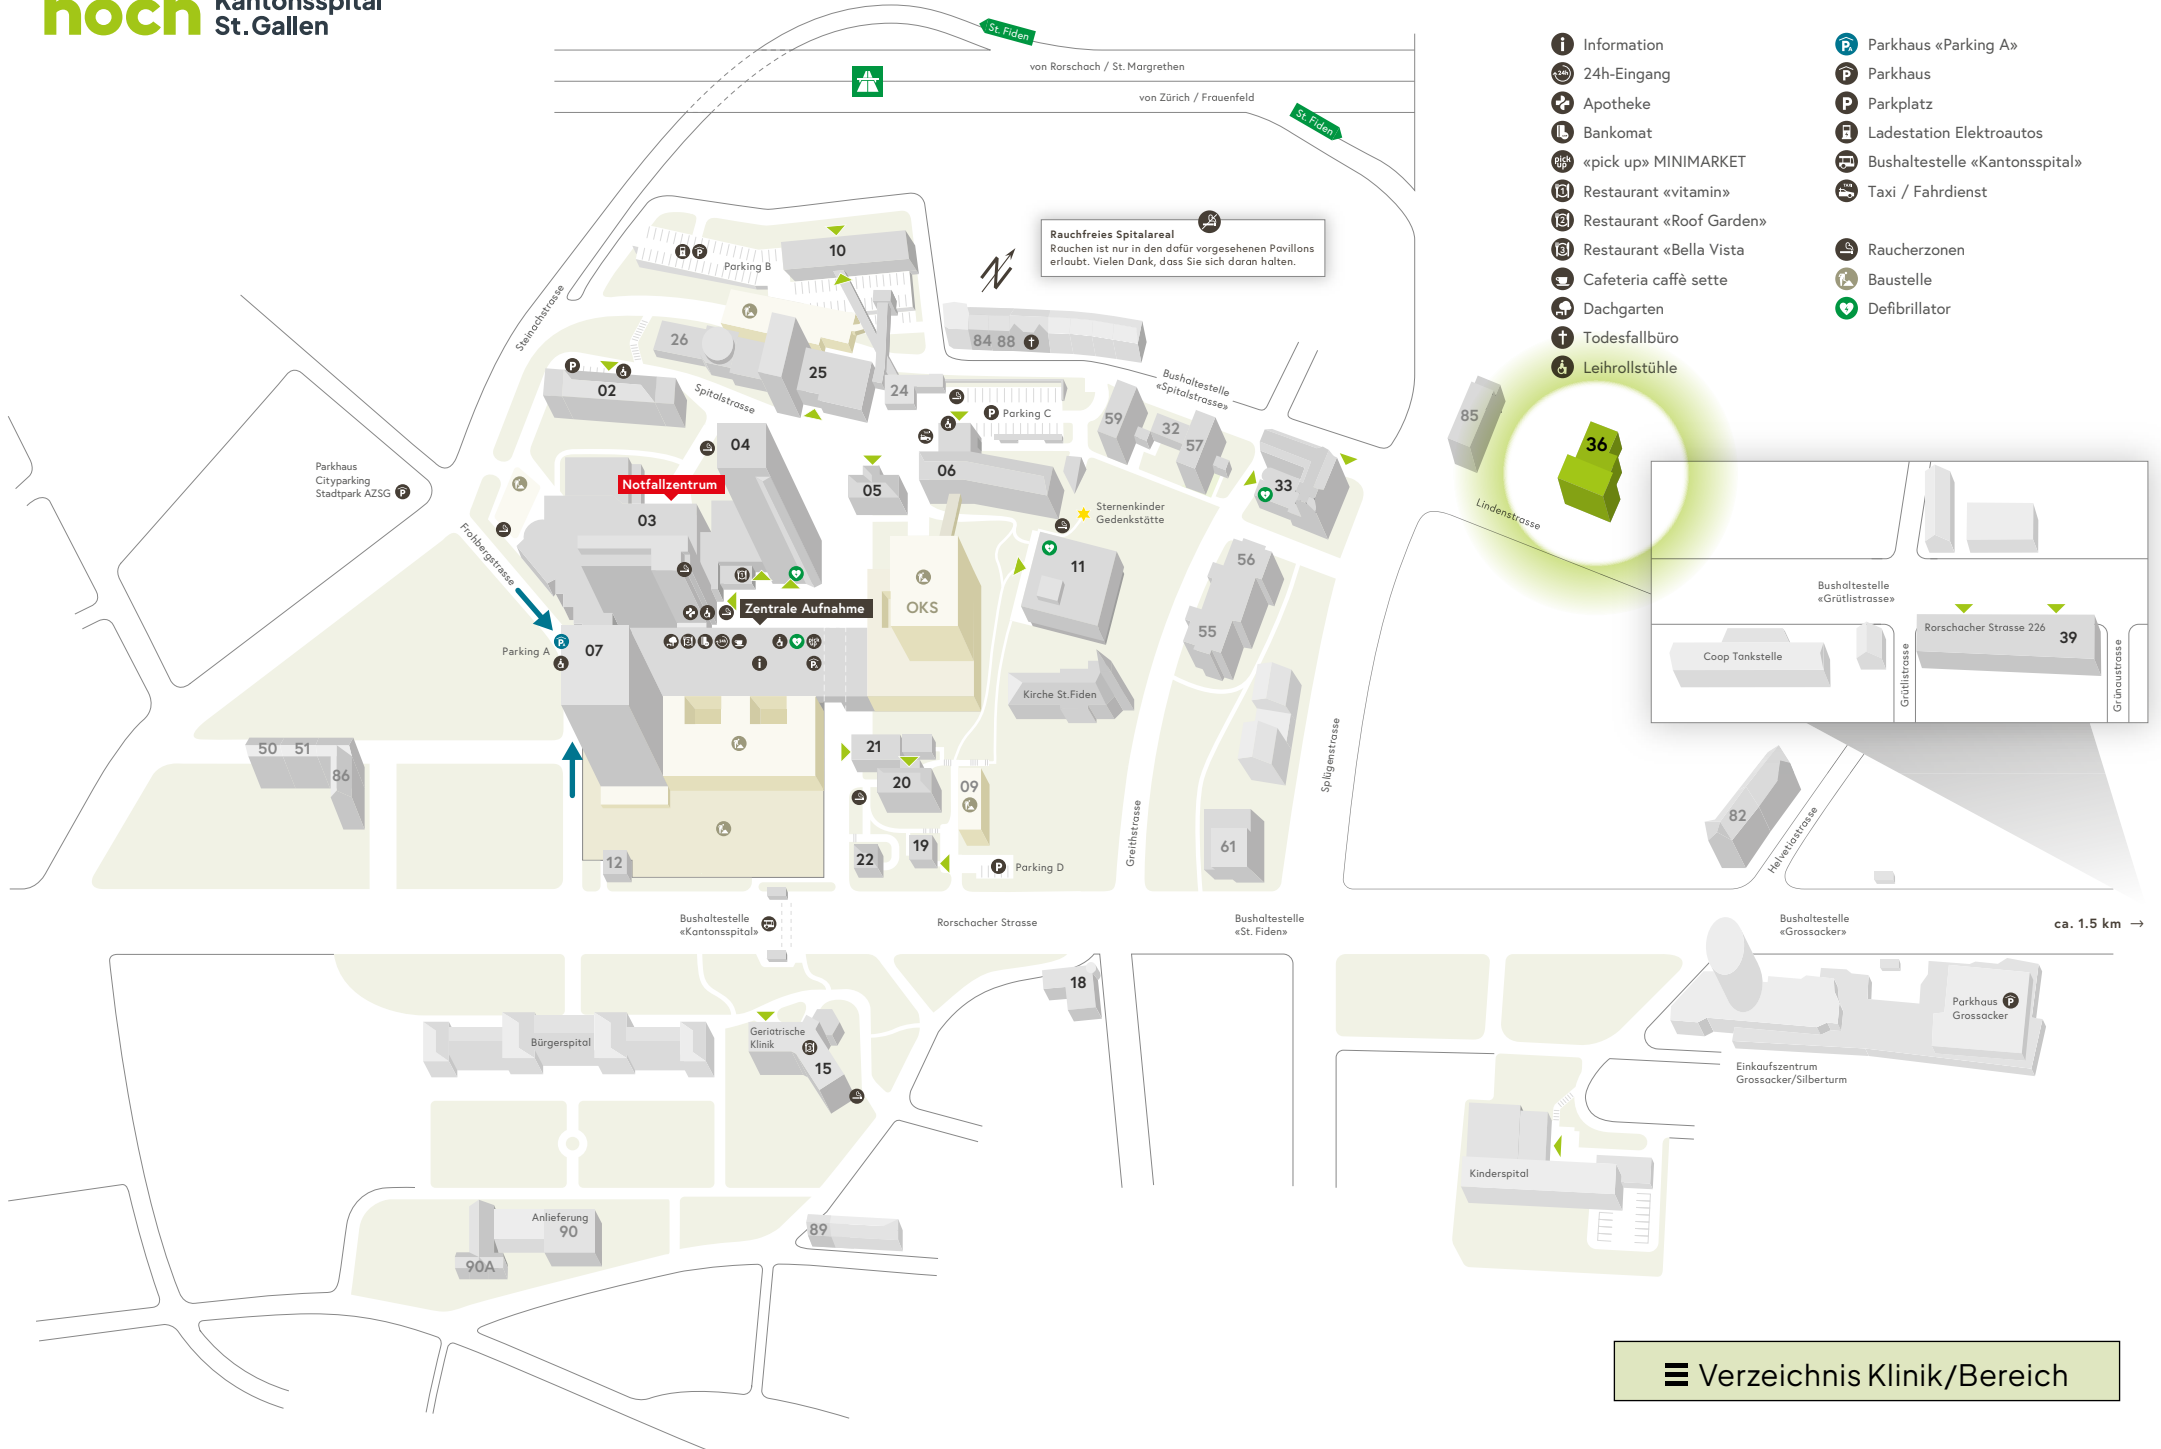 noch Kantonsspital
St.Gallen
St. Fiden
von Rorschach / St. Margrethen
von Zürich / Frauenfeld
St. Fiden
Information
24h-Eingang
Apotheke
Bankomat
«pick up» MINIMARKET
Restaurant «vitamin»
Restaurant «Roof Garden»
Restaurant «Bella Vista
Cafeteria caffè sette
Dachgarten
Todesfallbüro
Leihrollstühle
Parkhaus «Parking A»
Parkhaus
Parkplatz
Ladestation Elektroautos
Bushaltestelle «Kantonsspital»
Taxi / Fahrdienst
Raucherzonen
Baustelle
Defibrillator
Rauchfreies Spitalareal
Rauchen ist nur in den dafür vorgesehenen Pavillons
erlaubt. Vielen Dank, dass Sie sich daran halten.
N
10
Parking B
Steinachstrasse
26
84 88
25
02
Spitalstrasse
24
Bushaltestelle
«Spitalstrasse»
Parking C
59
32
57
85
36
04
06
05
33
Parkhaus
Cityparking
Stadtpark AZSG
Notfallzentrum
03
Sternenkinder
Gedenkstätte
Lindenstrasse
Frohbergstrasse
11
56
OKS
Zentrale Aufnahme
55
Bushaltestelle
«Grütlistrasse»
Rorschacher Strasse 226
39
Coop Tankstelle
Grütlistrasse
Grünaustrasse
Parking A
07
Kirche St.Fiden
50 51
86
21
20
09
Splügenstrasse
Greithstrasse
82
Helvetiastrasse
12
22
19
Parking D
61
Bushaltestelle
«Kantonsspital»
Rorschacher Strasse
Bushaltestelle
«St. Fiden»
Bushaltestelle
«Grossacker»
ca. 1.5 km →
18
Bürgerspital
Geriatrische
Klinik
15
Parkhaus
Grossacker
Einkaufszentrum
Grossacker/Silberturm
Kinderspital
Anlieferung
90
90A
89
Verzeichnis Klinik/Bereich